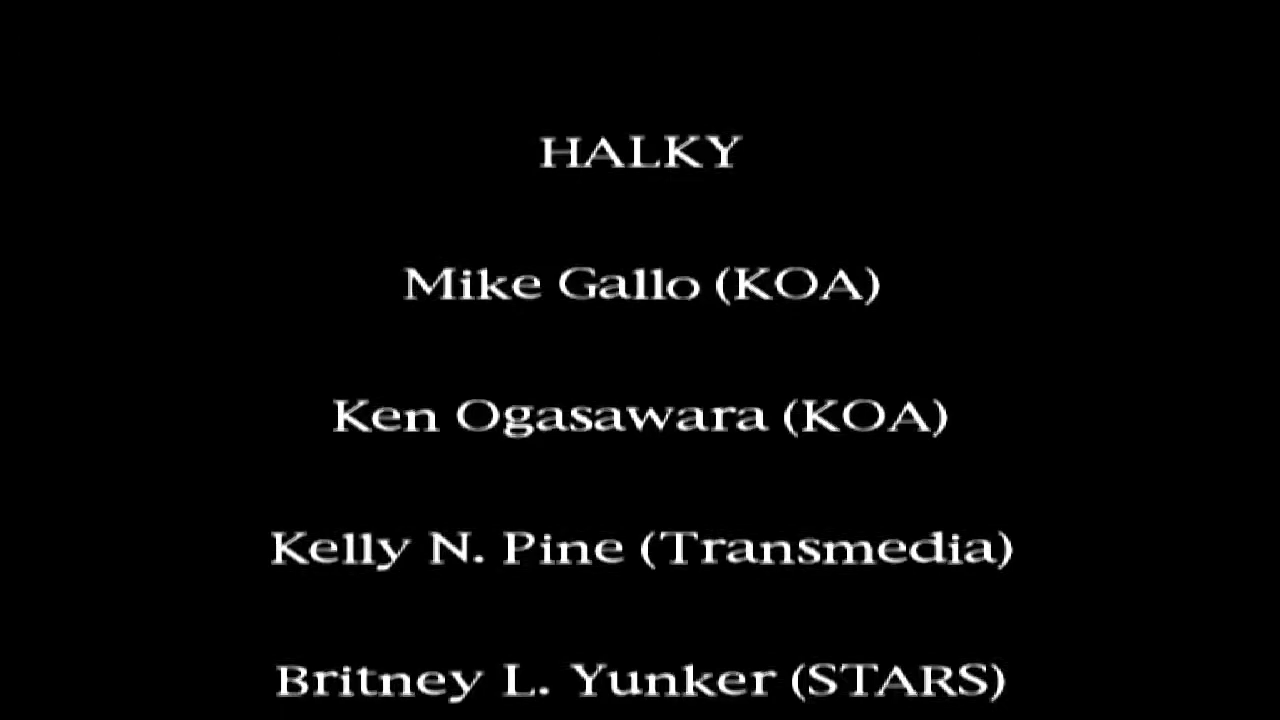 HALKY
Mike Gallo (KOA)
Ken Ogasawara (KOA)
Kelly N. Pine (Transmedia)
Britney L. Yunker (STARS)